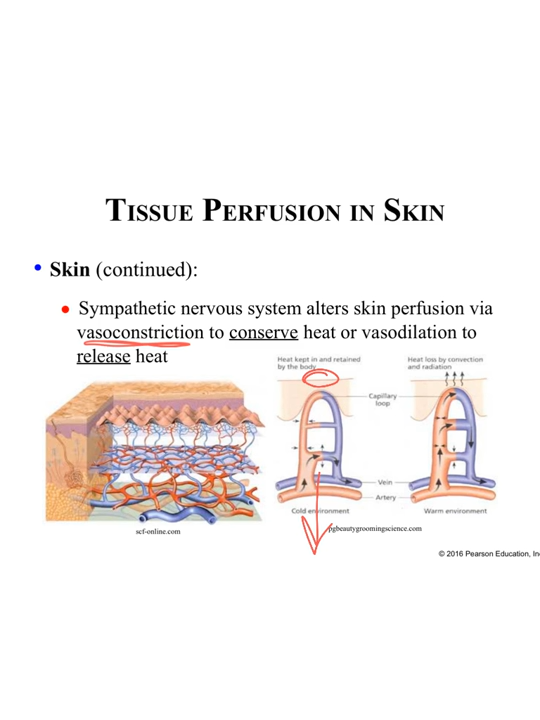 TISSUE PERFUSION IN SKIN
• Skin (continued):
• Sympathetic nervous system alters skin perfusion via
vasoconstriction to conserve heat or vasodilation to
release heat
Heat kept in and retained
by the body
Heat loss by convection
and radiation
Capillary
loop
Vein
Artery
Cold environment
Warm environment
scf-online.com
pgbeautygroomingscience.com
© 2016 Pearson Education, In